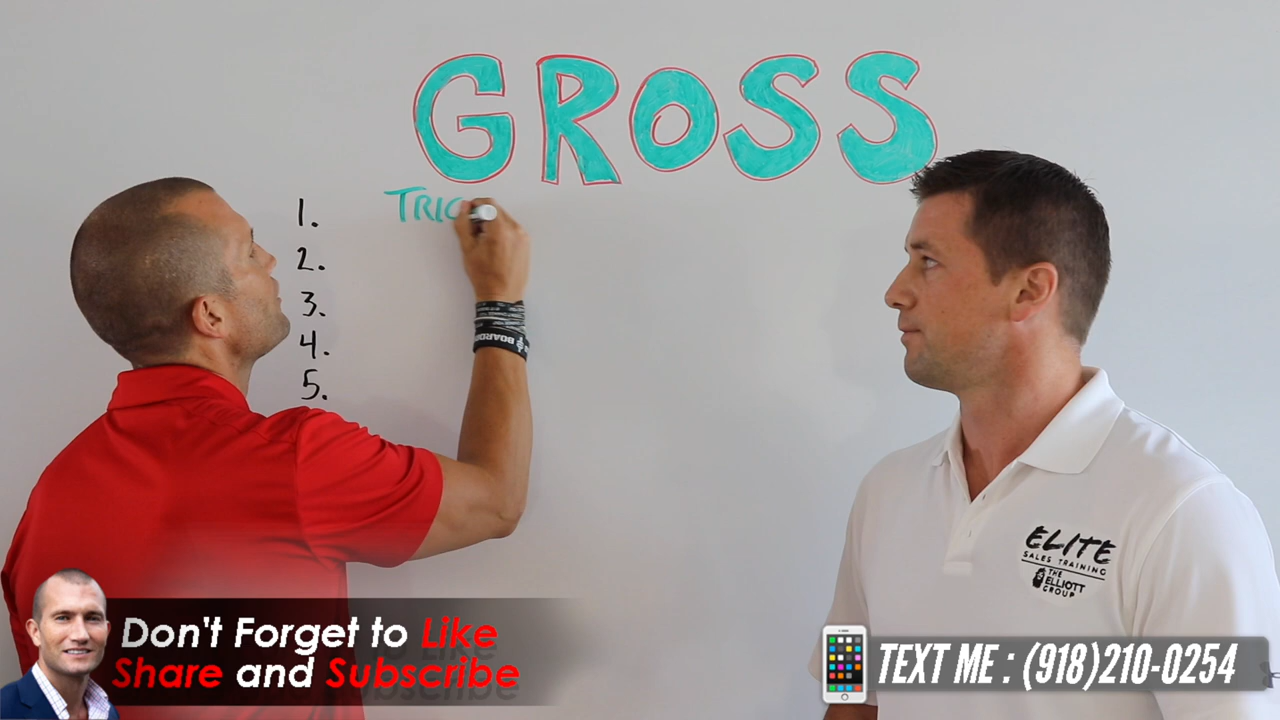 GROSS
TRIC
1.
2.
3.
4.
5.
ELITE
SALES TRAINING
THE
ELLIOTT
GROUP
Don't Forget to Like
Share and Subscribe
TEXT ME : (918)210-0254